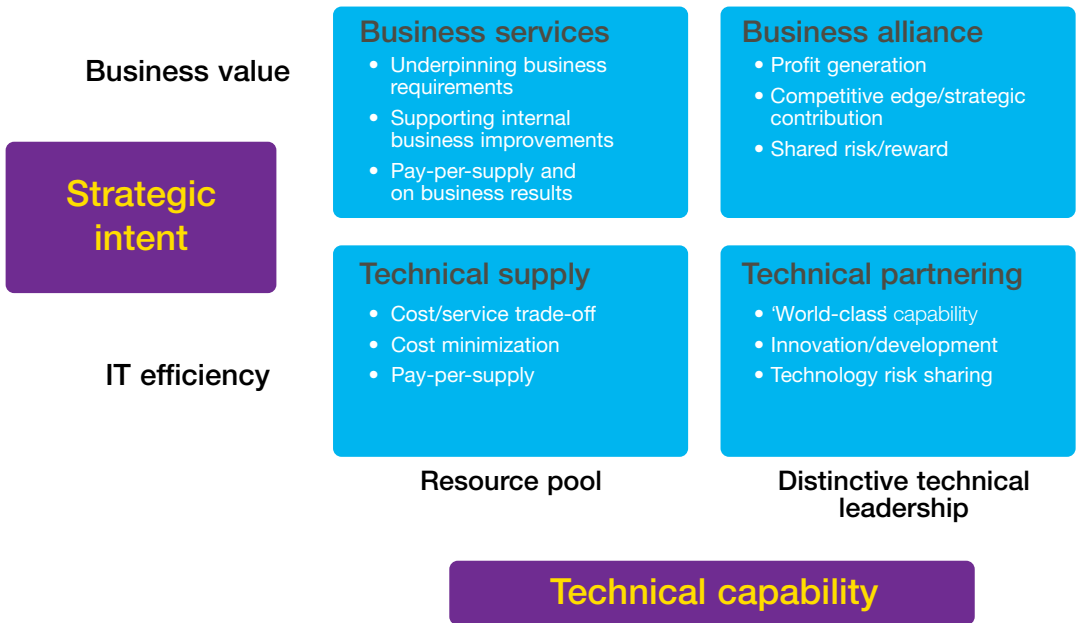 Business value
Strategic
intent
IT efficiency
Business services
• Underpinning business
requirements
• Supporting internal
business improvements
• Pay-per-supply and
on business results
Business alliance
• Profit generation
• Competitive edge/strategic
contribution
• Shared risk/reward
Technical supply
• Cost/service trade-off
• Cost minimization
• Pay-per-supply
Technical partnering
• ‘World-class’ capability
• Innovation/development
• Technology risk sharing
Resource pool
Distinctive technical
leadership
Technical capability